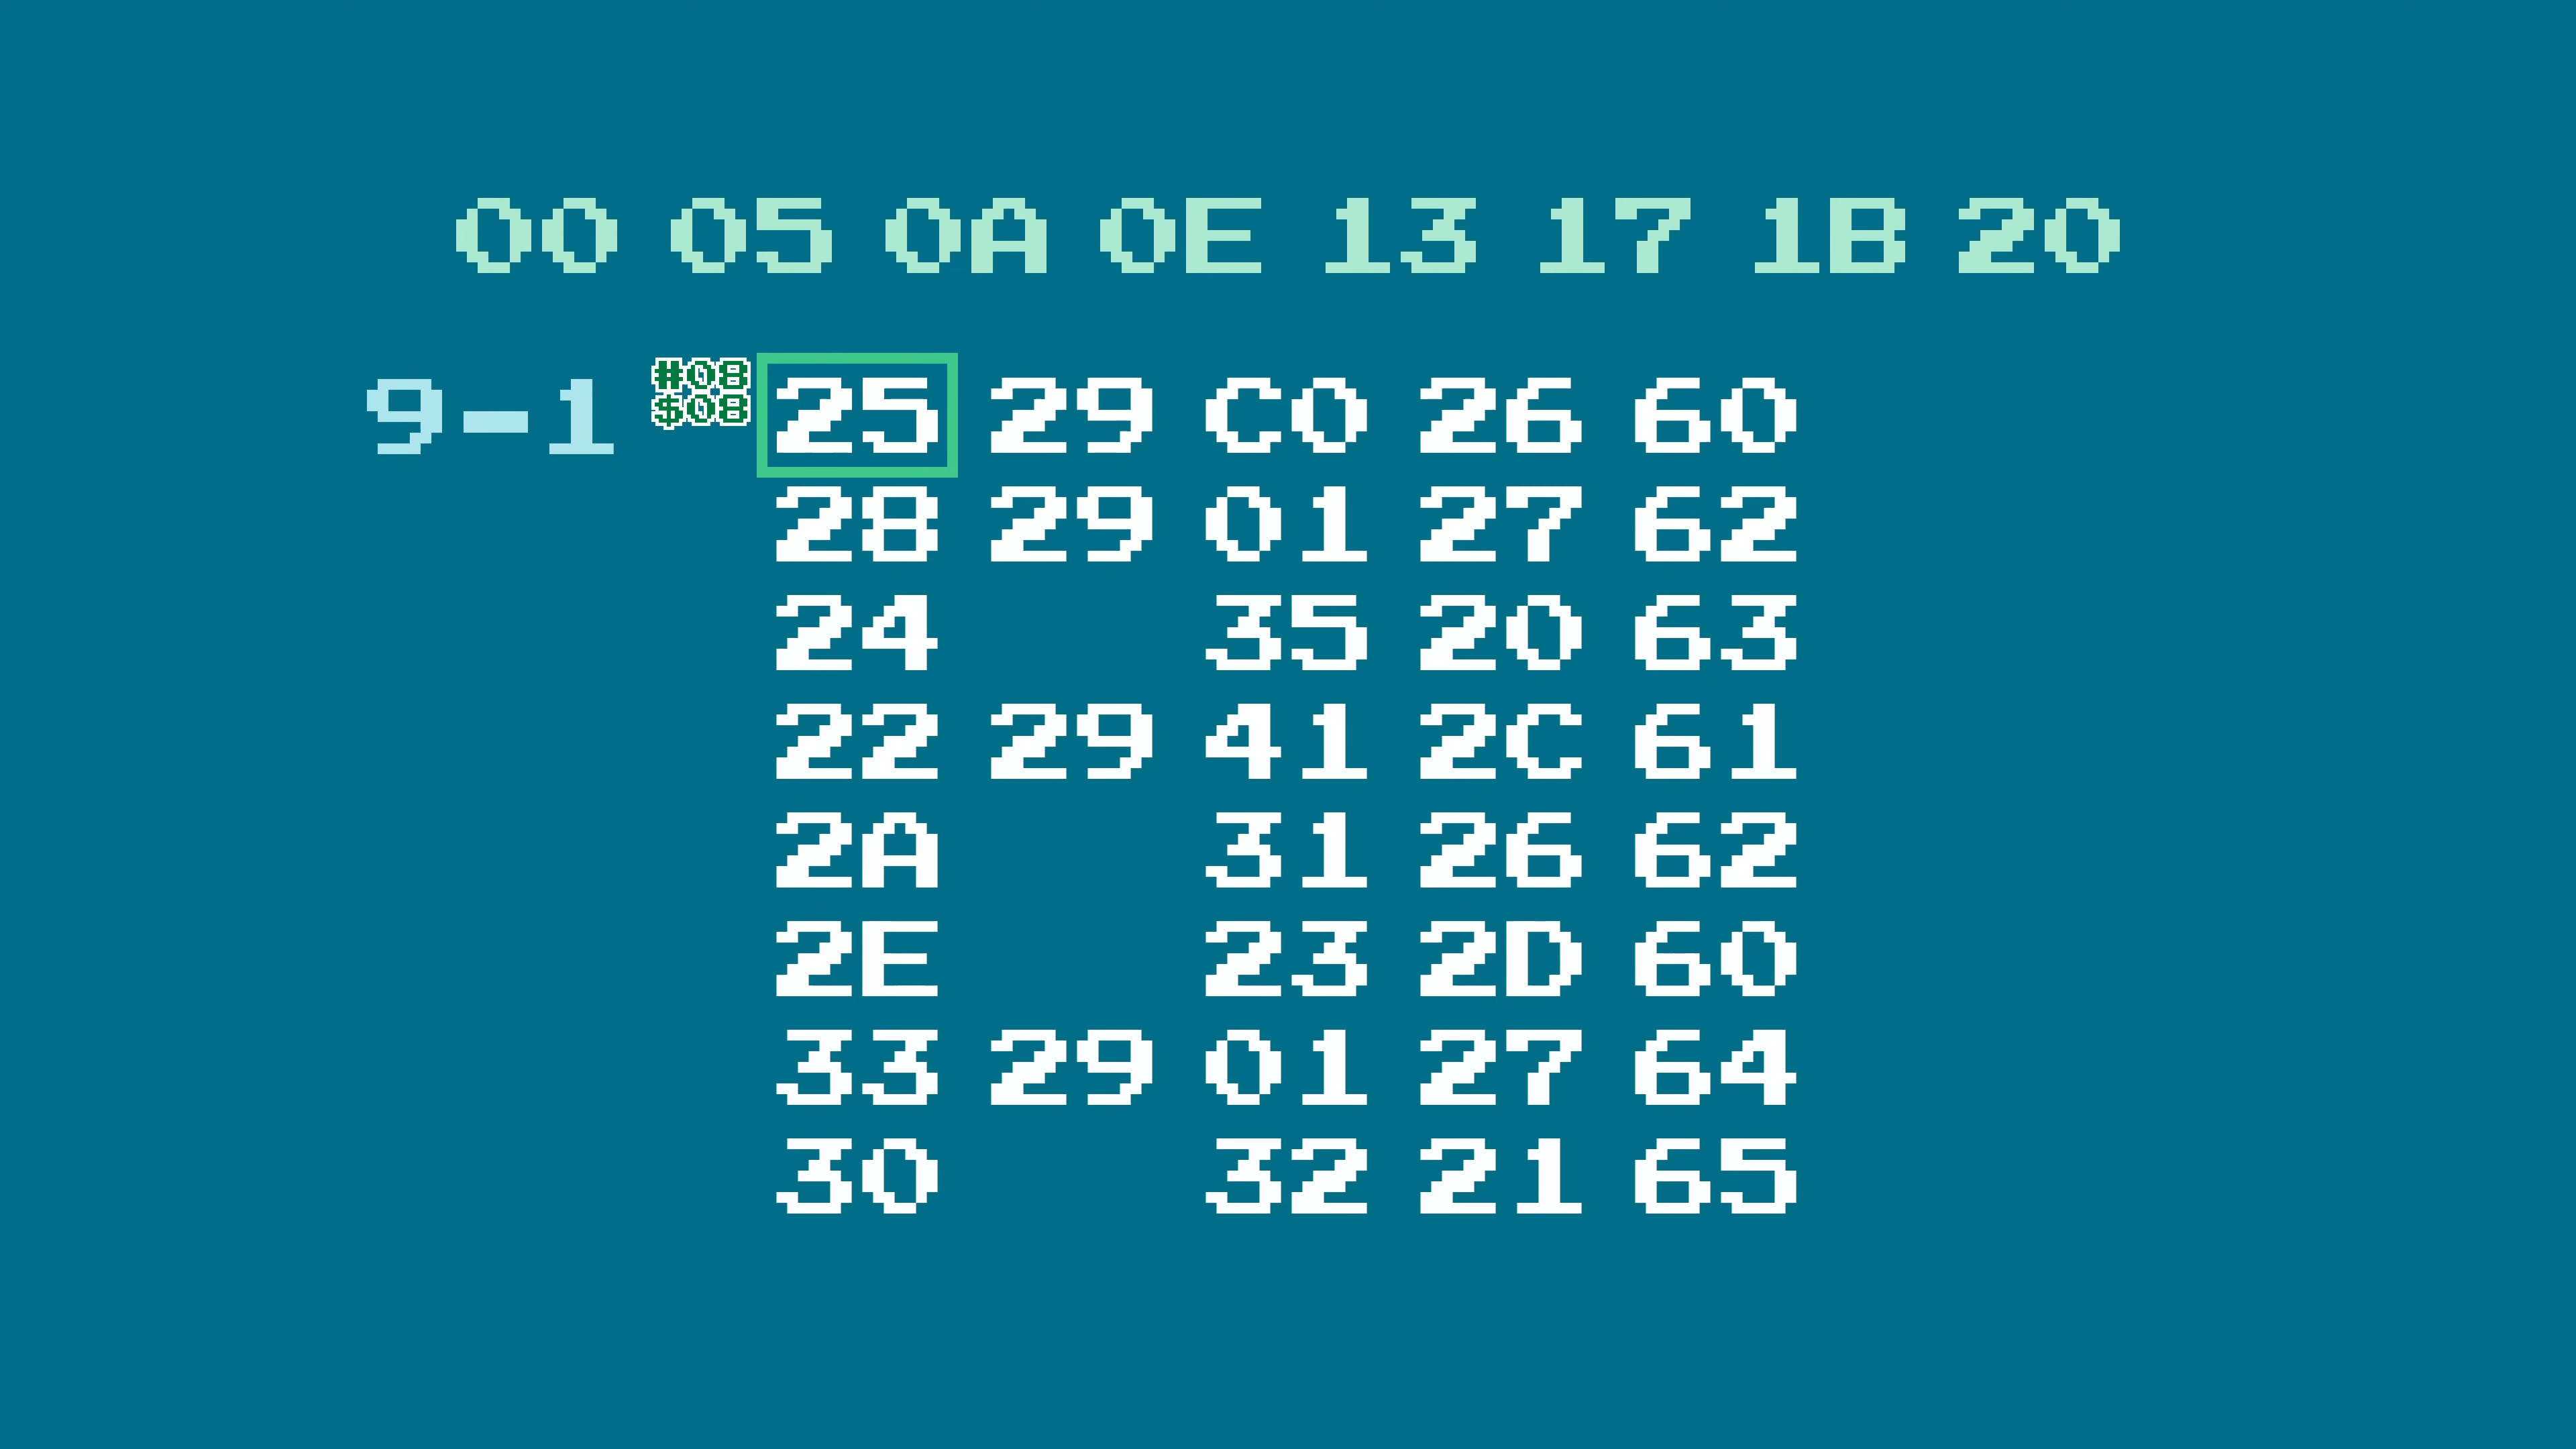 00 05 0A 0E 13 17 1B 20
9-1 #08 $08 25 29 C0 26 60
28 29 01 27 62
24 35 20 63
22 29 41 2C 61
2A 31 26 62
2E 23 2D 60
33 29 01 27 64
30 32 21 65